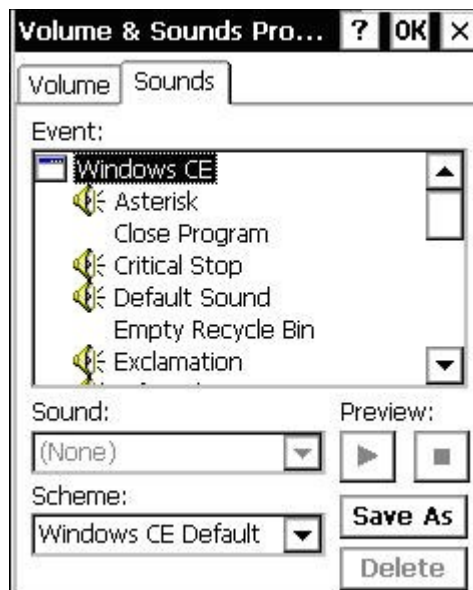 Volume & Sounds Pro... ? OK ×
Volume Sounds
Event:
Windows CE
Asterisk
Close Program
Critical Stop
Default Sound
Empty Recycle Bin
Exclamation
Sound: Preview:
(None)
Scheme:
Save As
Windows CE Default
Delete